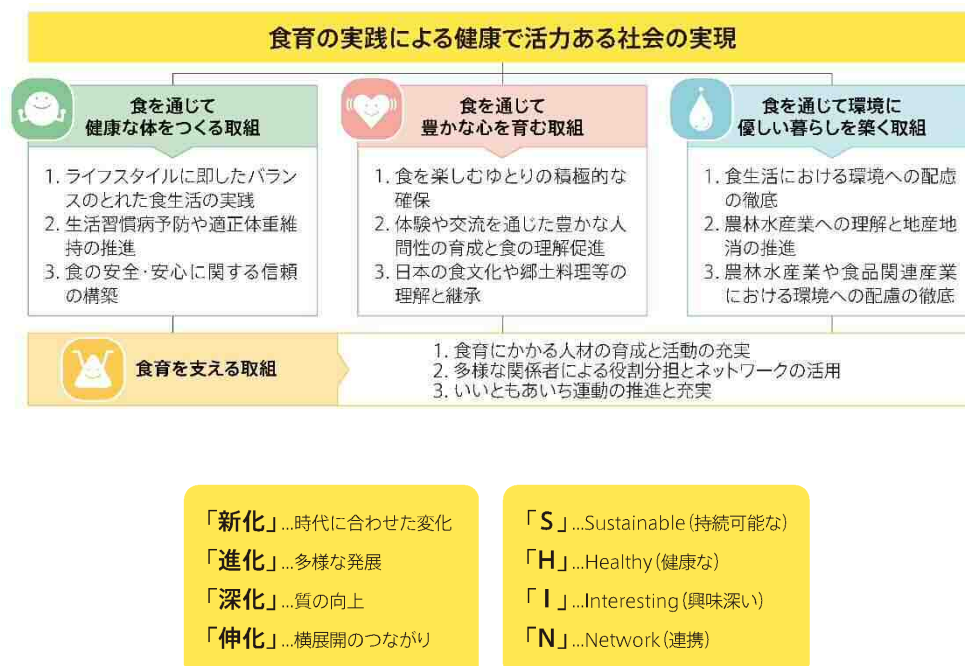 食育の実践による健康で活力ある社会の実現
食を通じて
健康な体をつくる取組
1. ライフスタイルに即したバラン
スのとれた食生活の実践
2. 生活習慣病予防や適正体重維
持の推進
3. 食の安全・安心に関する信頼
の構築
食を通じて
豊かな心を育む取組
1. 食を楽しむゆとりの積極的な
確保
2. 体験や交流を通じた豊かな人
間性の育成と食の理解促進
3. 日本の食文化や郷土料理等の
理解と継承
食を通じて環境に
優しい暮らしを築く取組
1. 食生活における環境への配慮
の徹底
2. 農林水産業への理解と地産地
消の推進
3. 農林水産業や食品関連産業
における環境への配慮の徹底
食育を支える取組
1. 食育にかかる人材の育成と活動の充実
2. 多様な関係者による役割分担とネットワークの活用
3. いいともあいち運動の推進と充実
「新化」…時代に合わせた変化
「進化」…多様な発展
「深化」…質の向上
「伸化」…横展開のつながり
「S」…Sustainable(持続可能な)
「H」…Healthy(健康な)
「I」…Interesting(興味深い)
「N」…Network(連携)